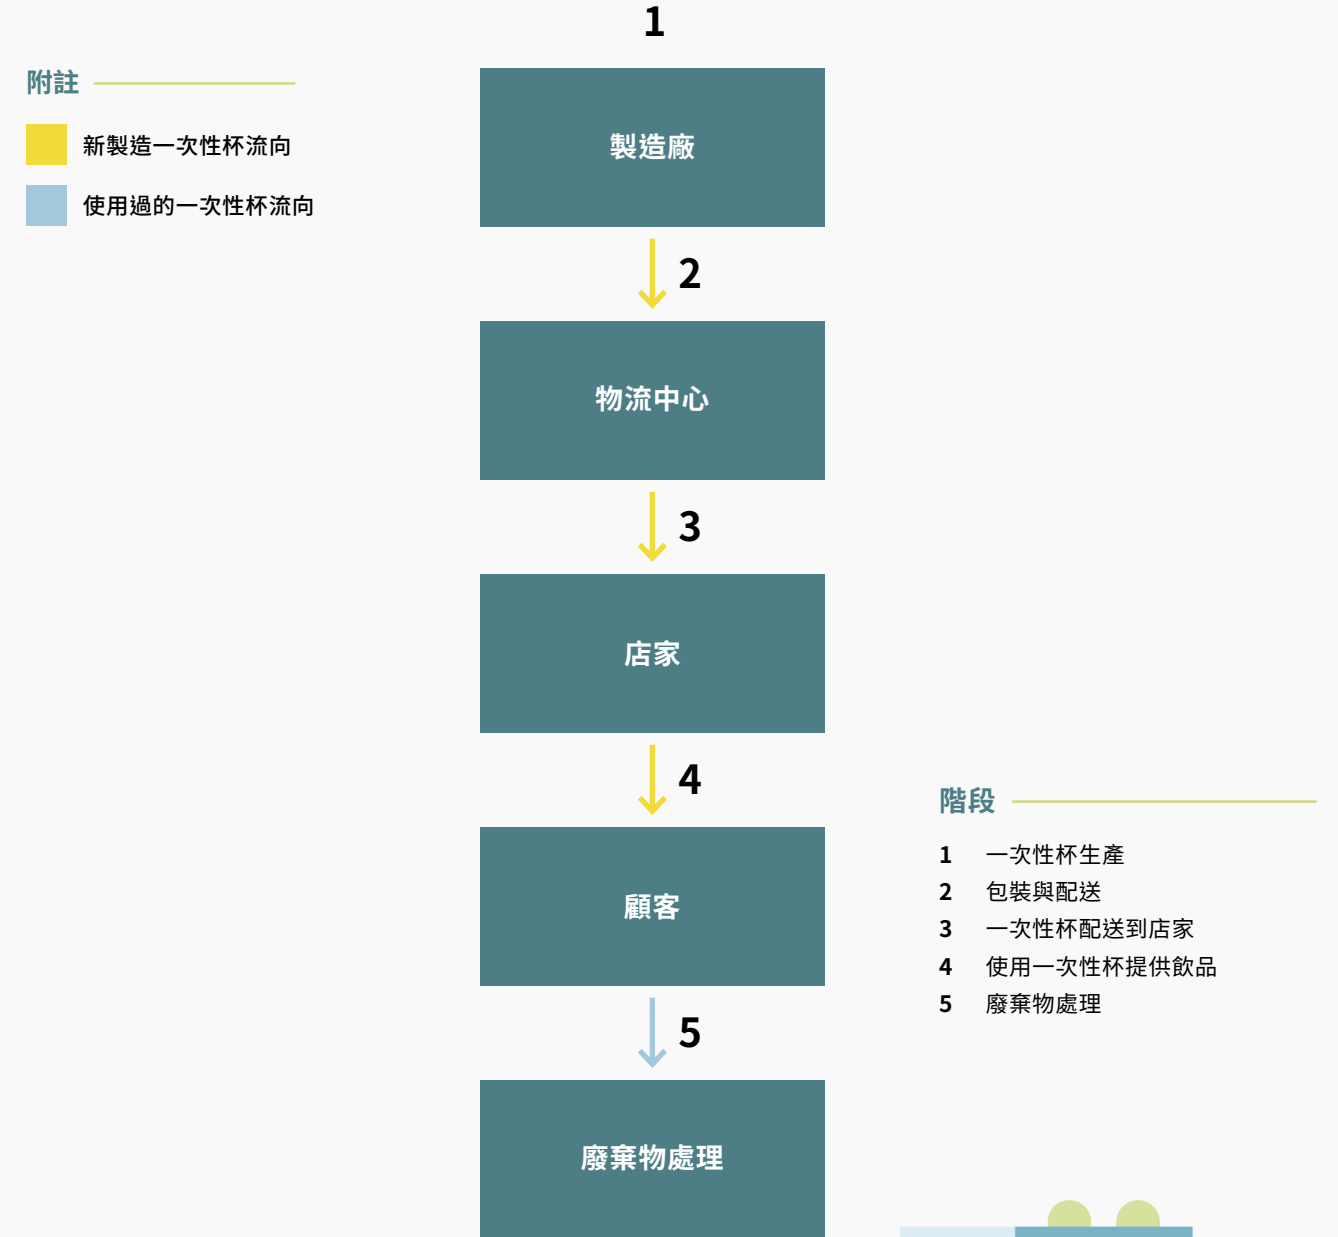 1
附註
新製造一次性杯流向
使用過的一次性杯流向
製造廠
2
物流中心
3
店家
4
顧客
5
廢棄物處理
階段
1 一次性杯生產
2 包裝與配送
3 一次性杯配送到店家
4 使用一次性杯提供飲品
5 廢棄物處理